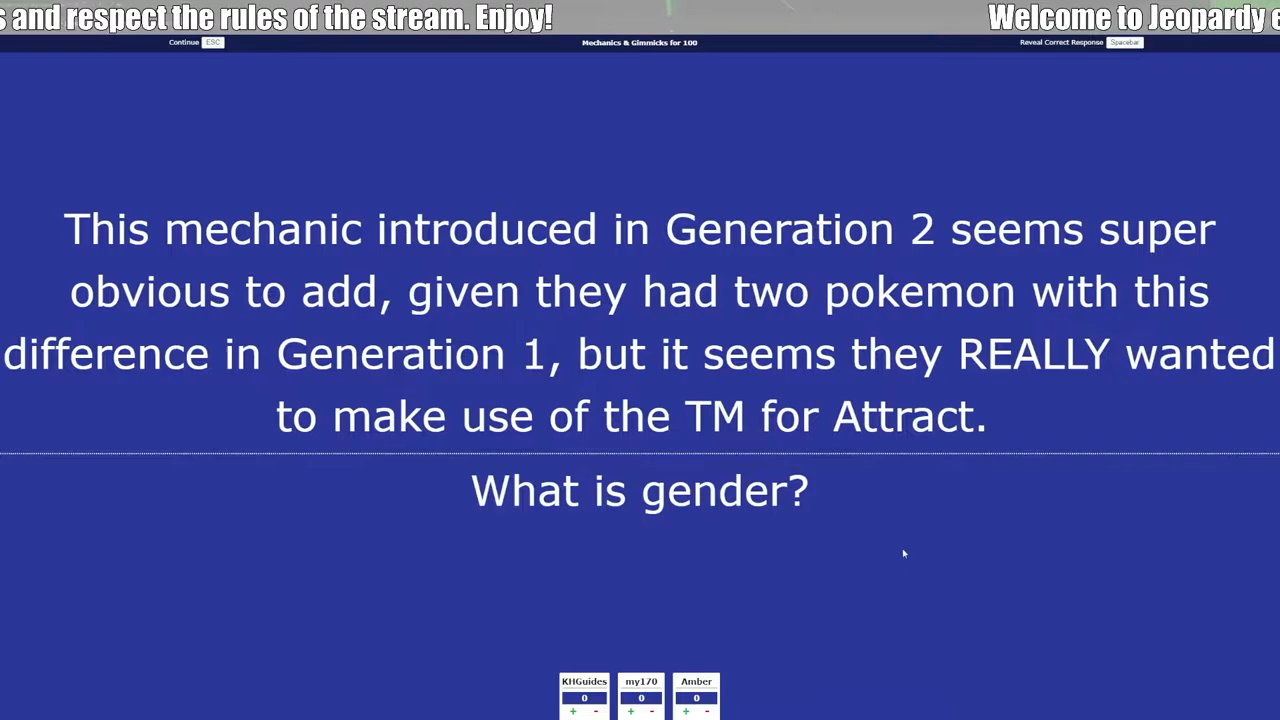 s and respect the rules of the stream. Enjoy! Welcome to Jeopardy e
Continue ESC Mechanics & Gimmicks for 100 Reveal Correct Response Spacebar
This mechanic introduced in Generation 2 seems super
obvious to add, given they had two pokemon with this
difference in Generation 1, but it seems they REALLY wanted
to make use of the TM for Attract.
What is gender?
KHGuides my170 Amber
0 0 0
+ - + - + -